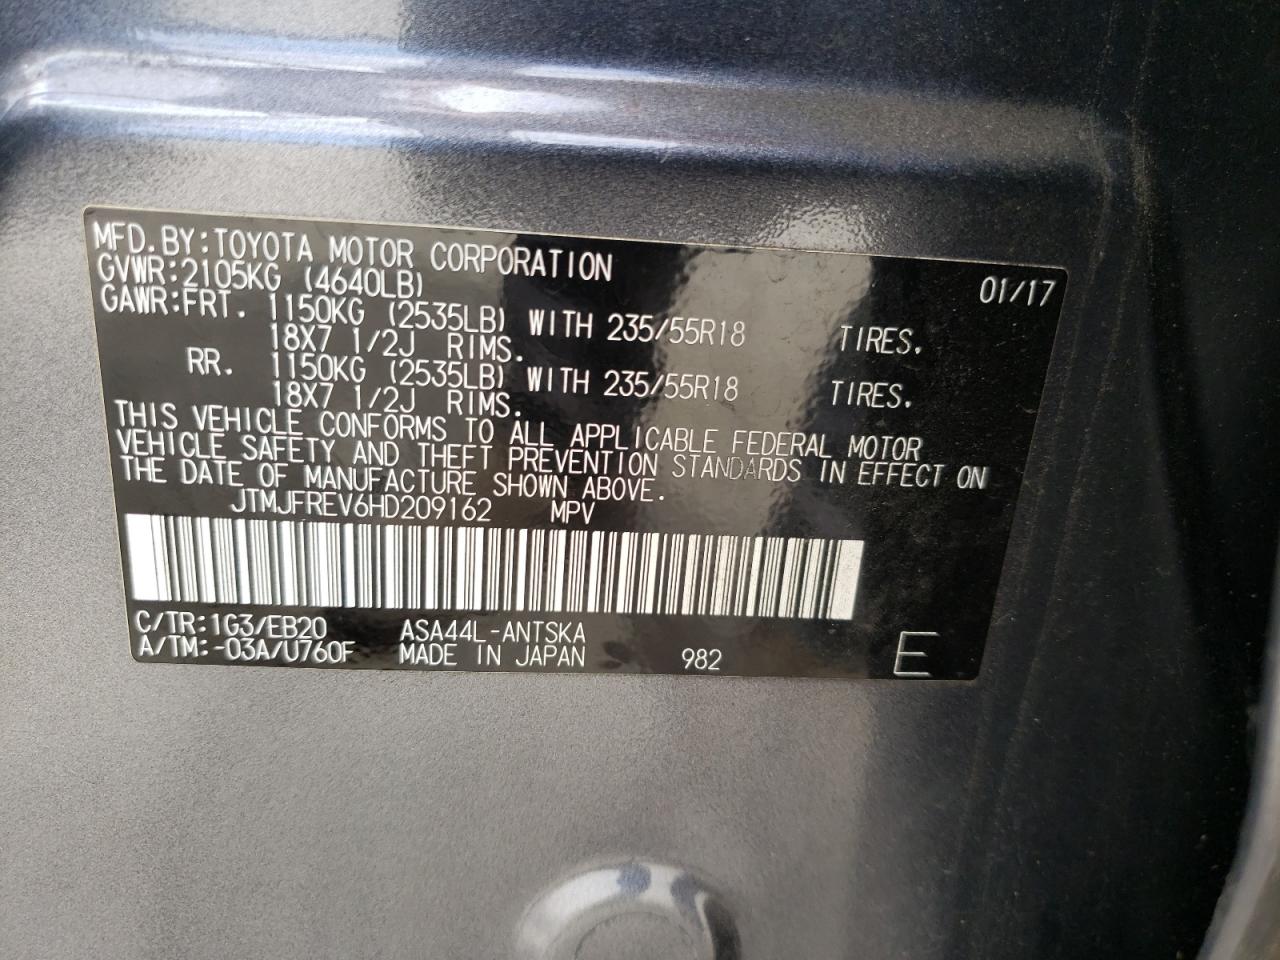 MFD.BY:TOYOTA MOTOR CORPORATION 01/17
GVWR:2105KG (4640LB)
GAWR:FRT. 1150KG (2535LB) WITH 235/55R18 TIRES.
18X7 1/2J RIMS.
RR. 1150KG (2535LB) WITH 235/55R18 TIRES.
18X7 1/2J RIMS.
THIS VEHICLE CONFORMS TO ALL APPLICABLE FEDERAL MOTOR
VEHICLE SAFETY AND THEFT PREVENTION STANDARDS IN EFFECT ON
THE DATE OF MANUFACTURE SHOWN ABOVE.
JTMJFREV6HD209162 MPV
C/TR:1G3/EB20 ASA44L-ANTSKA
A/TM:-03A/U760F MADE IN JAPAN 982 E